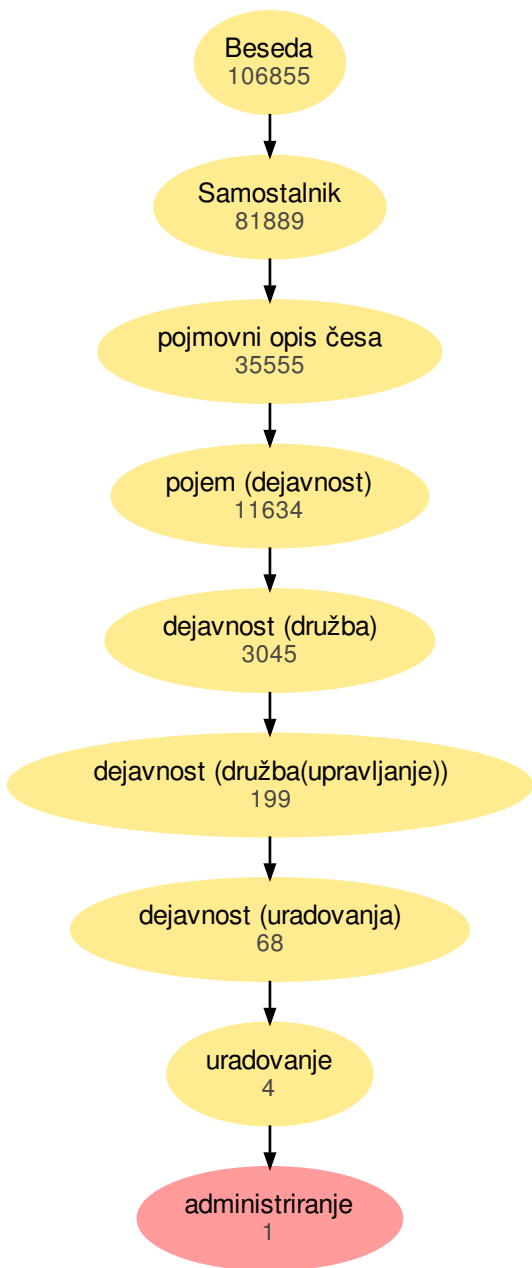 Beseda
106855
Samostalnik
81889
pojmovni opis česa
35555
pojem (dejavnost)
11634
dejavnost (družba)
3045
dejavnost (družba(upravljanje))
199
dejavnost (uradovanja)
68
uradovanje
4
administriranje
1